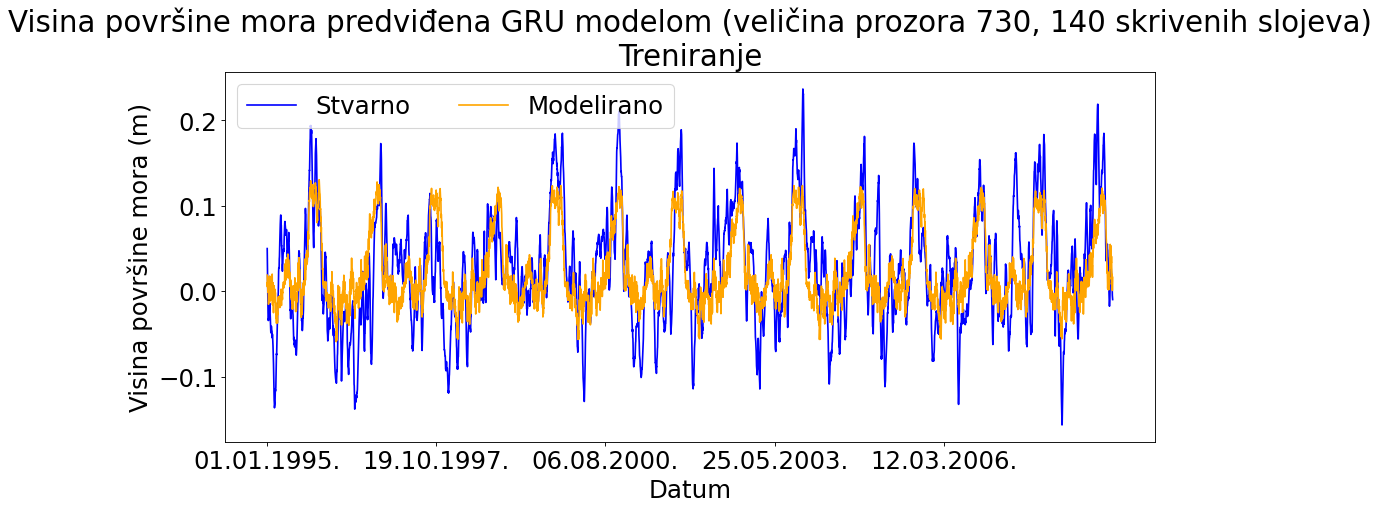 Visina površine mora predviđena GRU modelom (veličina prozora 730, 140 skrivenih slojeva)
Treniranje
Stvarno Modelirano
Visina površine mora (m)
0.2
0.1
0.0
−0.1
01.01.1995. 19.10.1997. 06.08.2000. 25.05.2003. 12.03.2006.
Datum